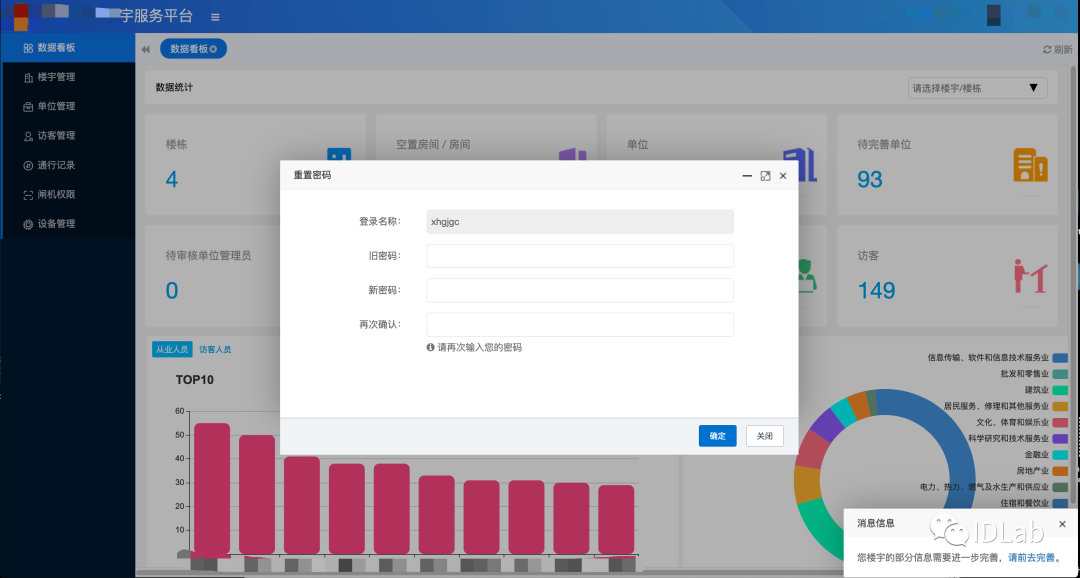 宇服务平台
数据看板
楼宇管理
单位管理
访客管理
通行记录
闸机权限
设备管理
数据看板
刷新
数据统计
请选择楼宇/楼栋
楼栋
4
空置房间 / 房间
单位
待完善单位
93
待审核单位管理员
0
访客
149
重置密码
登录名称:
xhgjgc
旧密码:
新密码:
再次确认:
请再次输入您的密码
确定
关闭
从业人员
访客人员
TOP10
60
50
40
30
20
10
信息传输、软件和信息技术服务业
批发和零售业
建筑业
居民服务、修理和其他服务业
文化、体育和娱乐业
科学研究和技术服务业
金融业
房地产业
电力、热力、燃气及水生产和供应业
住宿和餐饮业
消息信息
IDLab
您楼宇的部分信息需要进一步完善，请前去完善。